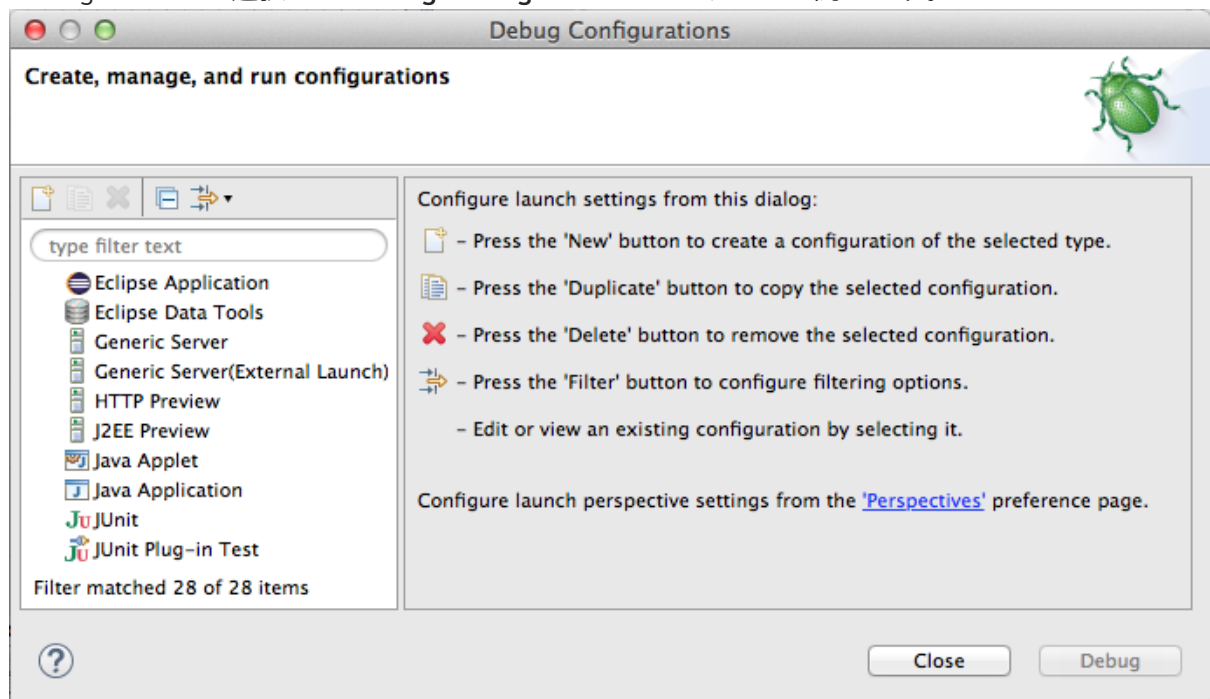 Debug Configurations
Create, manage, and run configurations
type filter text
Eclipse Application
Eclipse Data Tools
Generic Server
Generic Server(External Launch)
HTTP Preview
J2EE Preview
Java Applet
Java Application
JUnit
JUnit Plug-in Test
Filter matched 28 of 28 items
Configure launch settings from this dialog:
– Press the 'New' button to create a configuration of the selected type.
– Press the 'Duplicate' button to copy the selected configuration.
– Press the 'Delete' button to remove the selected configuration.
– Press the 'Filter' button to configure filtering options.
– Edit or view an existing configuration by selecting it.
Configure launch perspective settings from the 'Perspectives' preference page.
?
Close
Debug